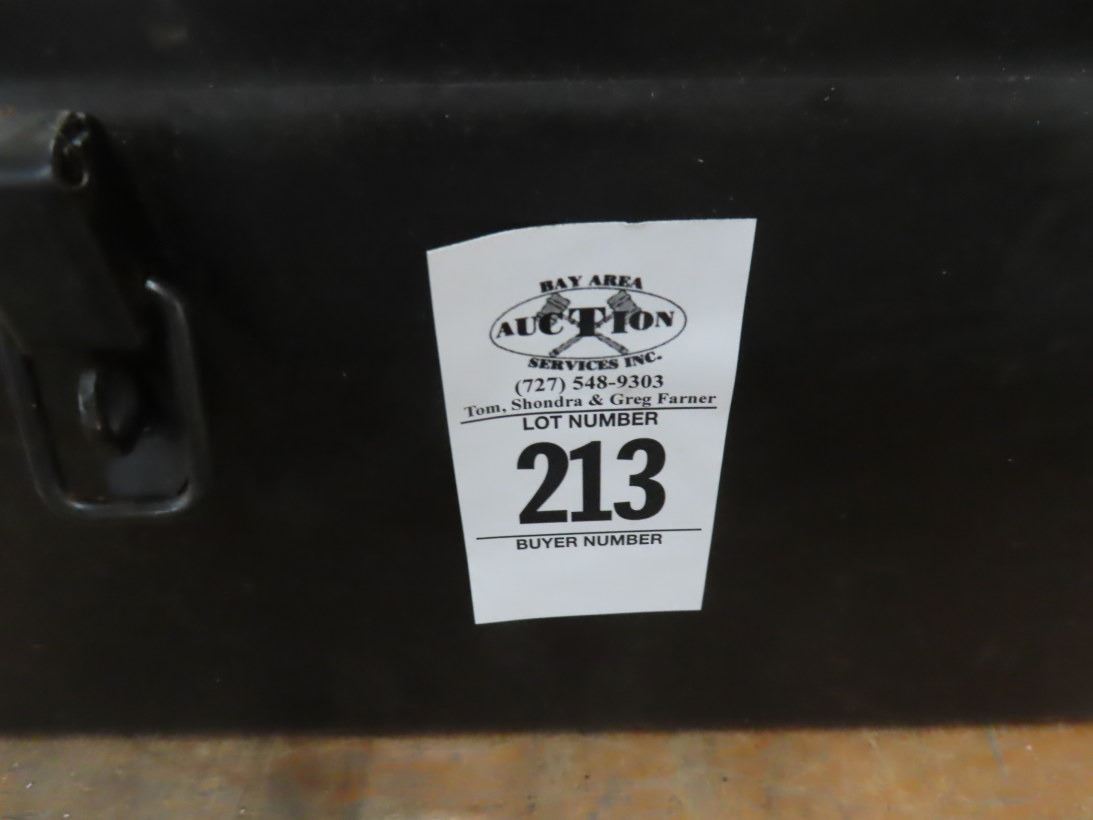 BAY AREA
AUCTION
SERVICES INC.
(727) 548-9303
Tom, Shondra & Greg Farner
LOT NUMBER
213
BUYER NUMBER